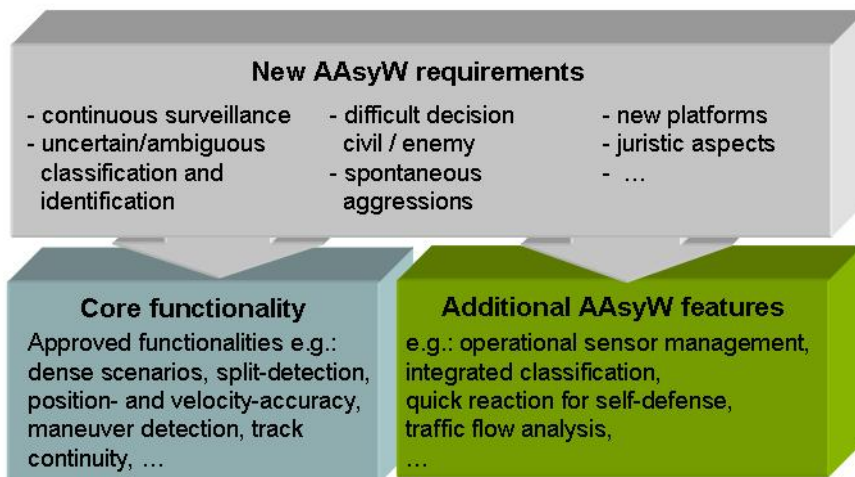 New AAsyW requirements
- continuous surveillance
- uncertain/ambiguous
classification and
identification
- difficult decision
civil / enemy
- spontaneous
aggressions
- new platforms
- juristic aspects
- …
Core functionality
Approved functionalities e.g.:
dense scenarios, split-detection,
position- and velocity-accuracy,
maneuver detection, track
continuity, …
Additional AAsyW features
e.g.: operational sensor management,
integrated classification,
quick reaction for self-defense,
traffic flow analysis,
…